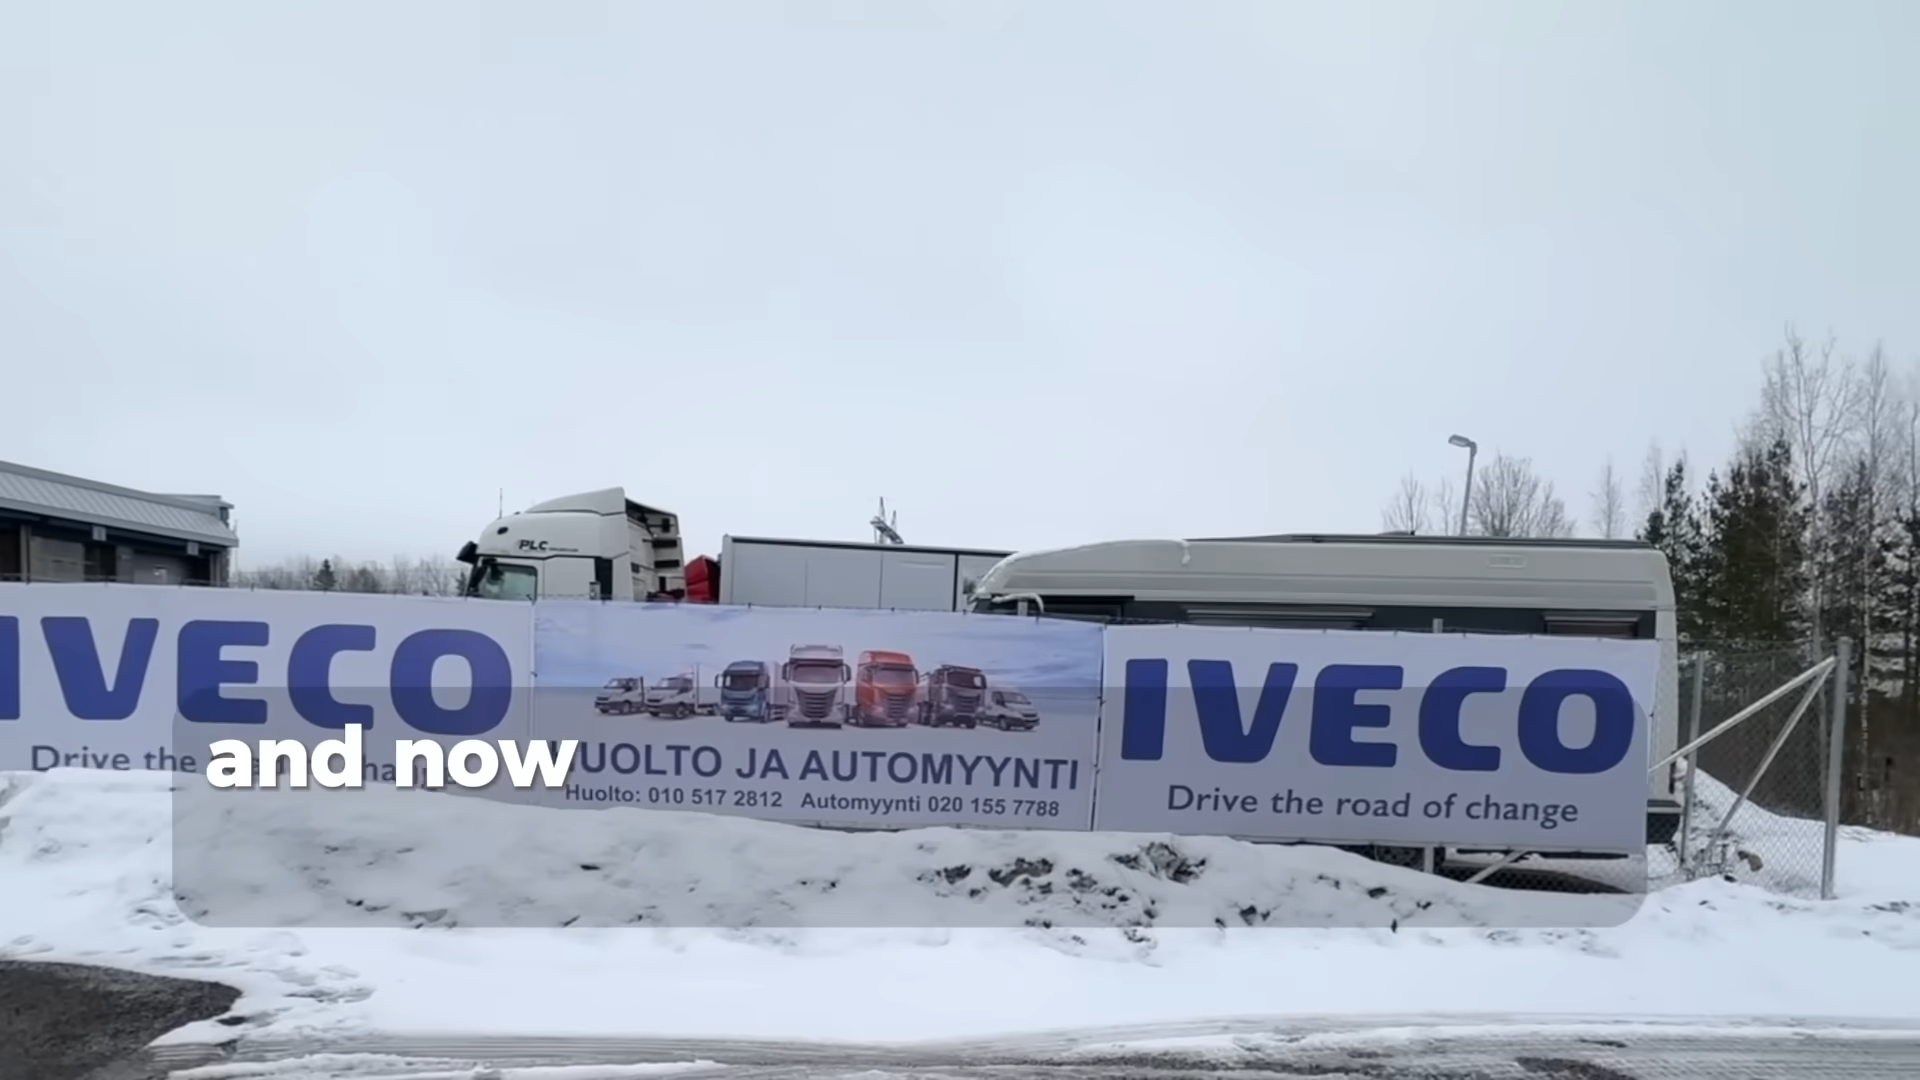 PLC
IVECO
Drive the
and now
HUOLTO JA AUTOMYYNTI
Huolto: 010 517 2812 Automyynti 020 155 7788
IVECO
Drive the road of change